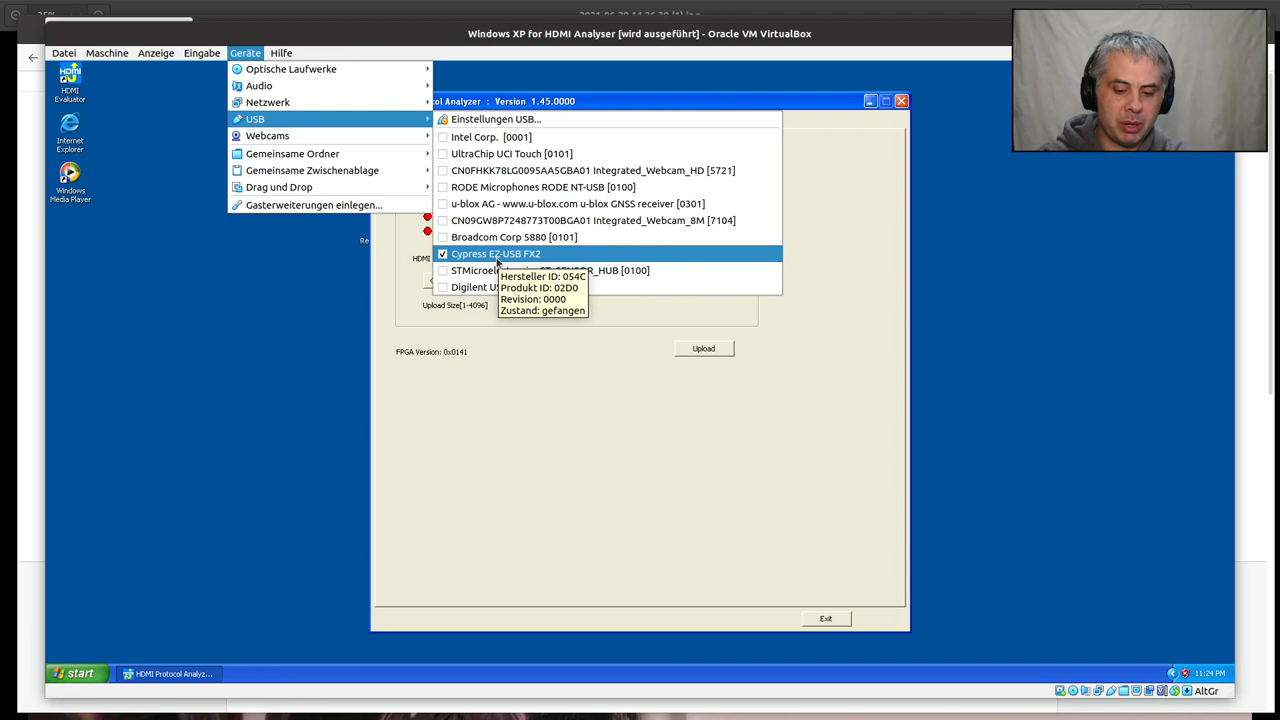 Windows XP for HDMI Analyser [wird ausgeführt] - Oracle VM VirtualBox
Datei Maschine Anzeige Eingabe Geräte Hilfe
HDMI
Evaluator
Internet
Explorer
Windows
Media Player
Optische Laufwerke
Audio
Netzwerk
USB
Webcams
Gemeinsame Ordner
Gemeinsame Zwischenablage
Drag und Drop
Gasterweiterungen einlegen...
Protocol Analyzer : Version 1.45.0000
Einstellungen USB...
Intel Corp. [0001]
UltraChip UCI Touch [0101]
CN0FHKK78LG0095AA5GBA01 Integrated_Webcam_HD [5721]
RODE Microphones RODE NT-USB [0100]
u-blox AG - www.u-blox.com u-blox GNSS receiver [0301]
CN09GW8P7248773T00BGA01 Integrated_Webcam_8M [7104]
Broadcom Corp 5880 [0101]
Cypress EZ-USB FX2
_HUB [0100]
Digilent
Hersteller ID: 054C
Produkt ID: 02D0
Revision: 0000
Zustand: gefangen
Re
HDMI
Upload Size[1-4096]
FPGA Version: 0x0141
Upload
Exit
start
HDMI Protocol Analyz...
11:24 PM
AltGr